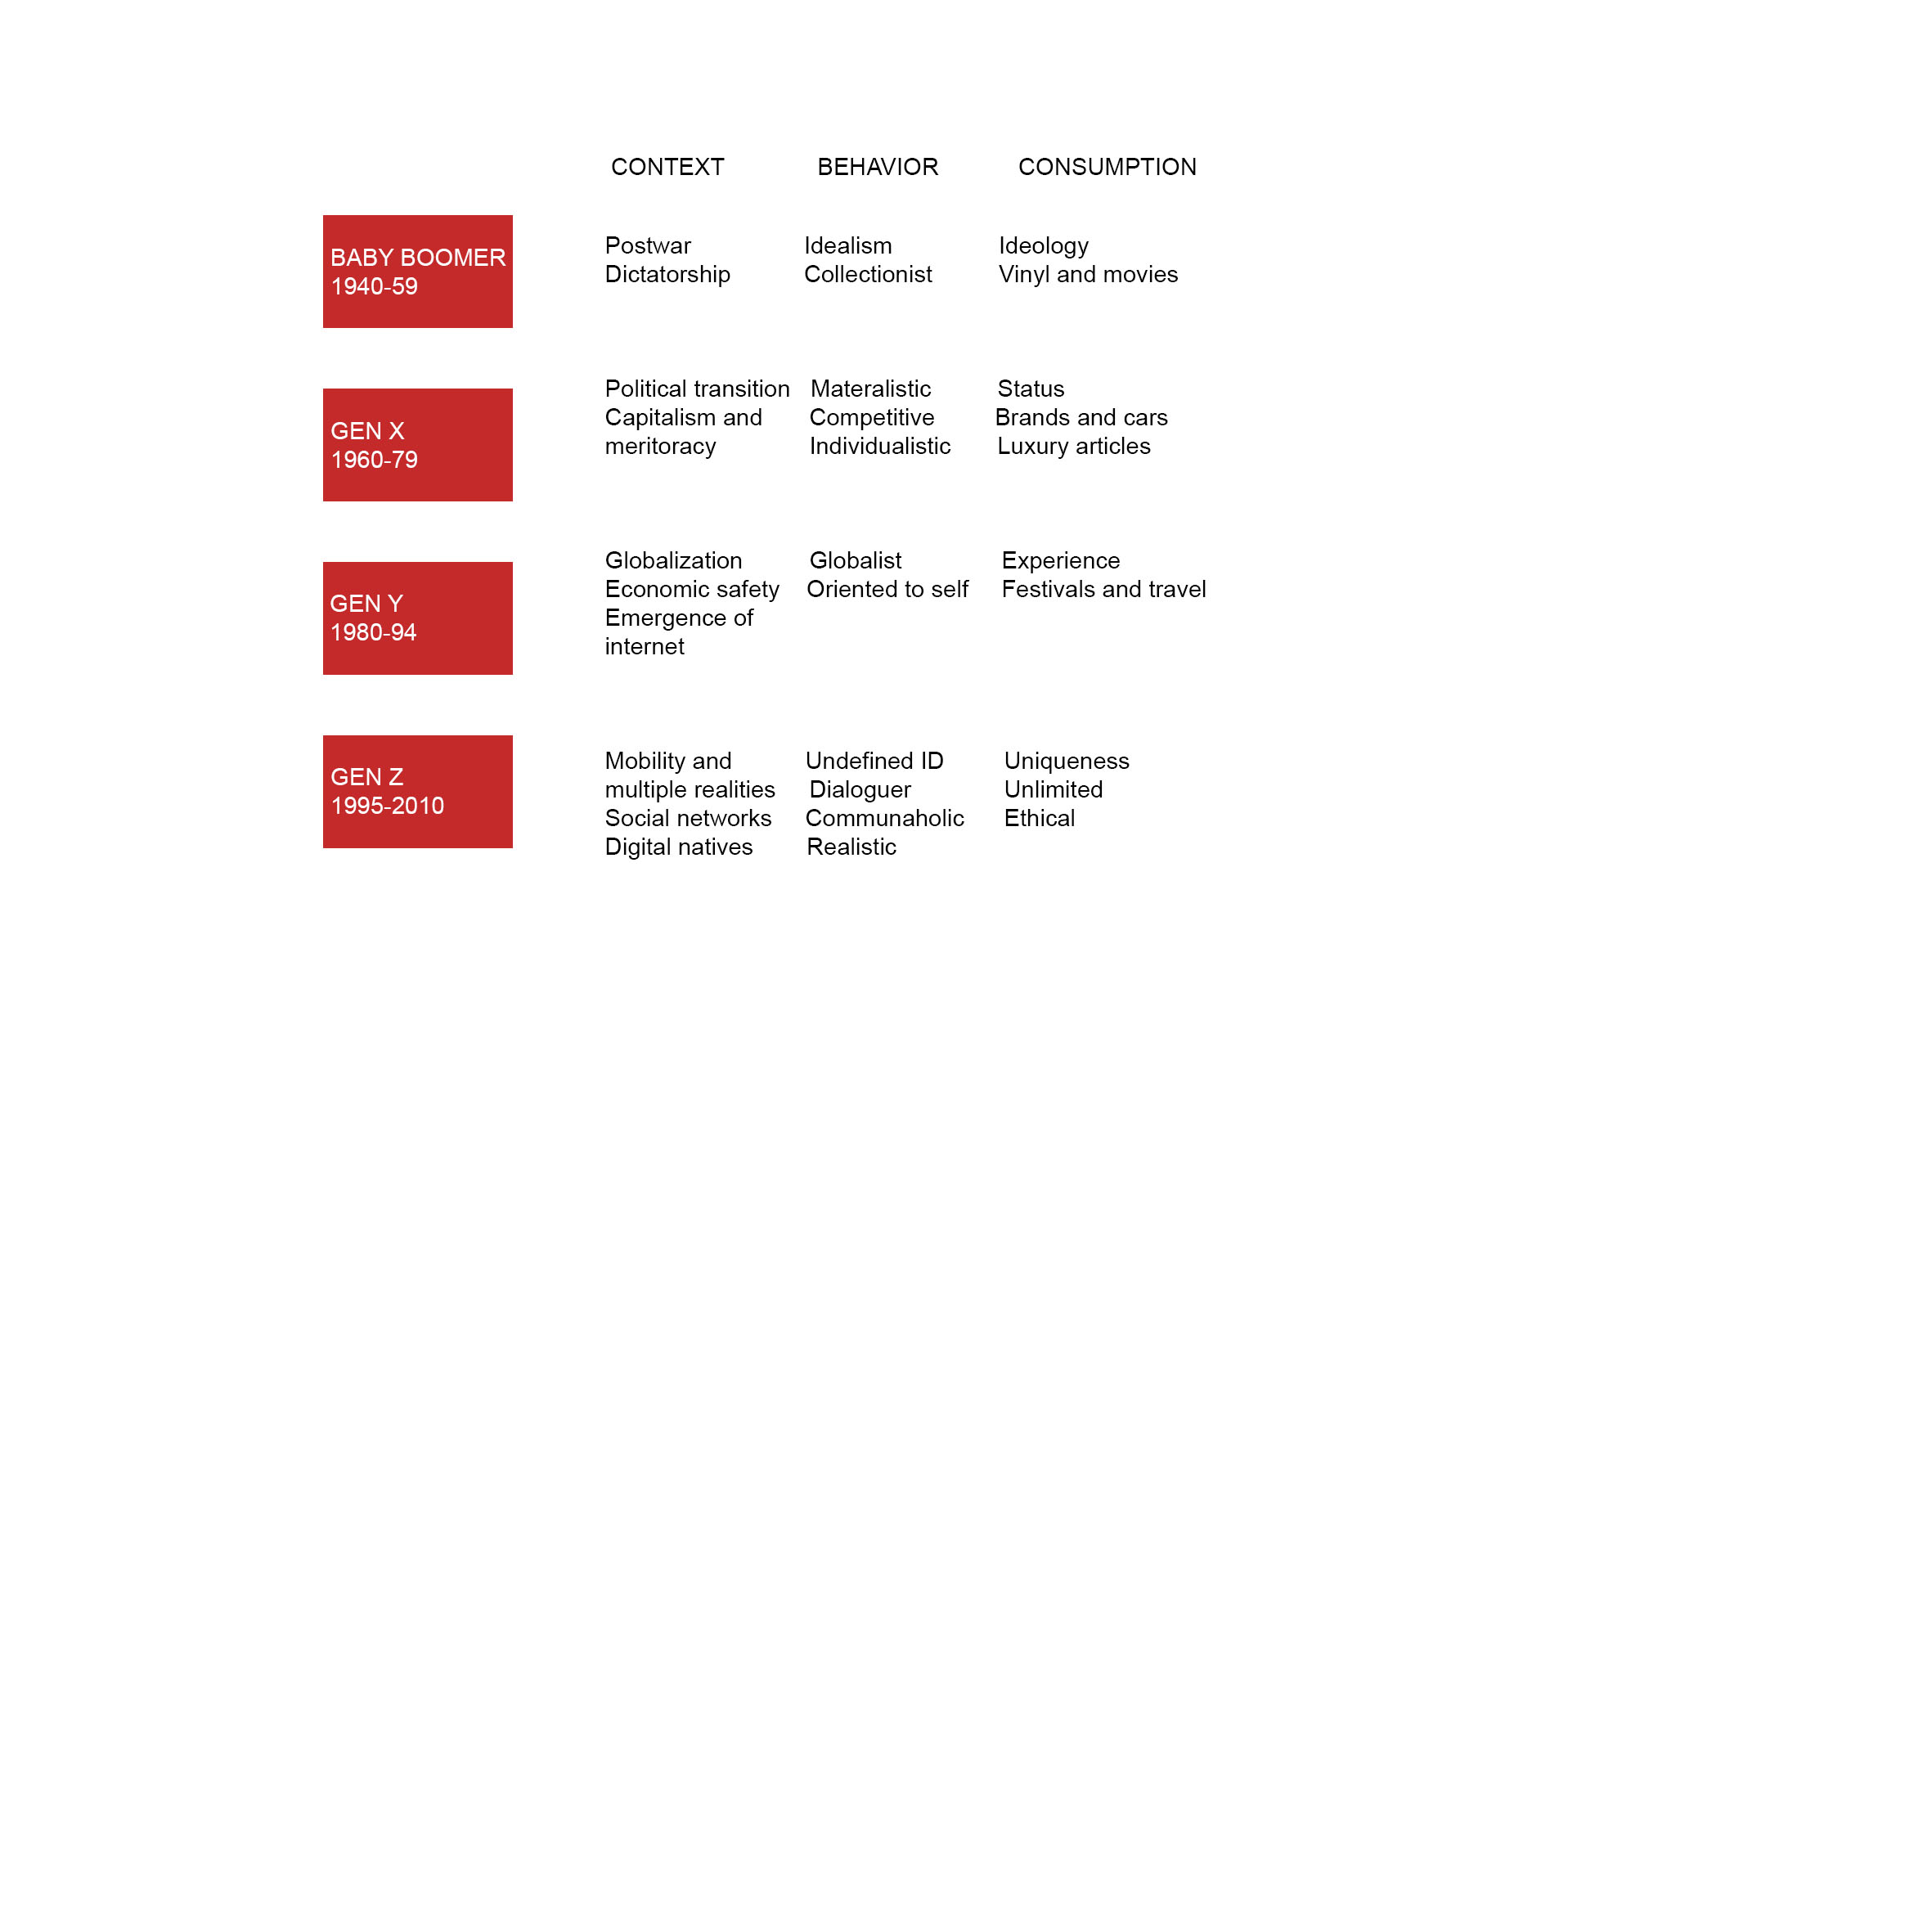 CONTEXT BEHAVIOR CONSUMPTION
BABY BOOMER
1940-59
Postwar Idealism Ideology
Dictatorship Collectionist Vinyl and movies
GEN X
1960-79
Political transition Materalistic Status
Capitalism and Competitive Brands and cars
meritoracy Individualistic Luxury articles
GEN Y
1980-94
Globalization Globalist Experience
Economic safety Oriented to self Festivals and travel
Emergence of
internet
GEN Z
1995-2010
Mobility and Undefined ID Uniqueness
multiple realities Dialoguer Unlimited
Social networks Communaholic Ethical
Digital natives Realistic